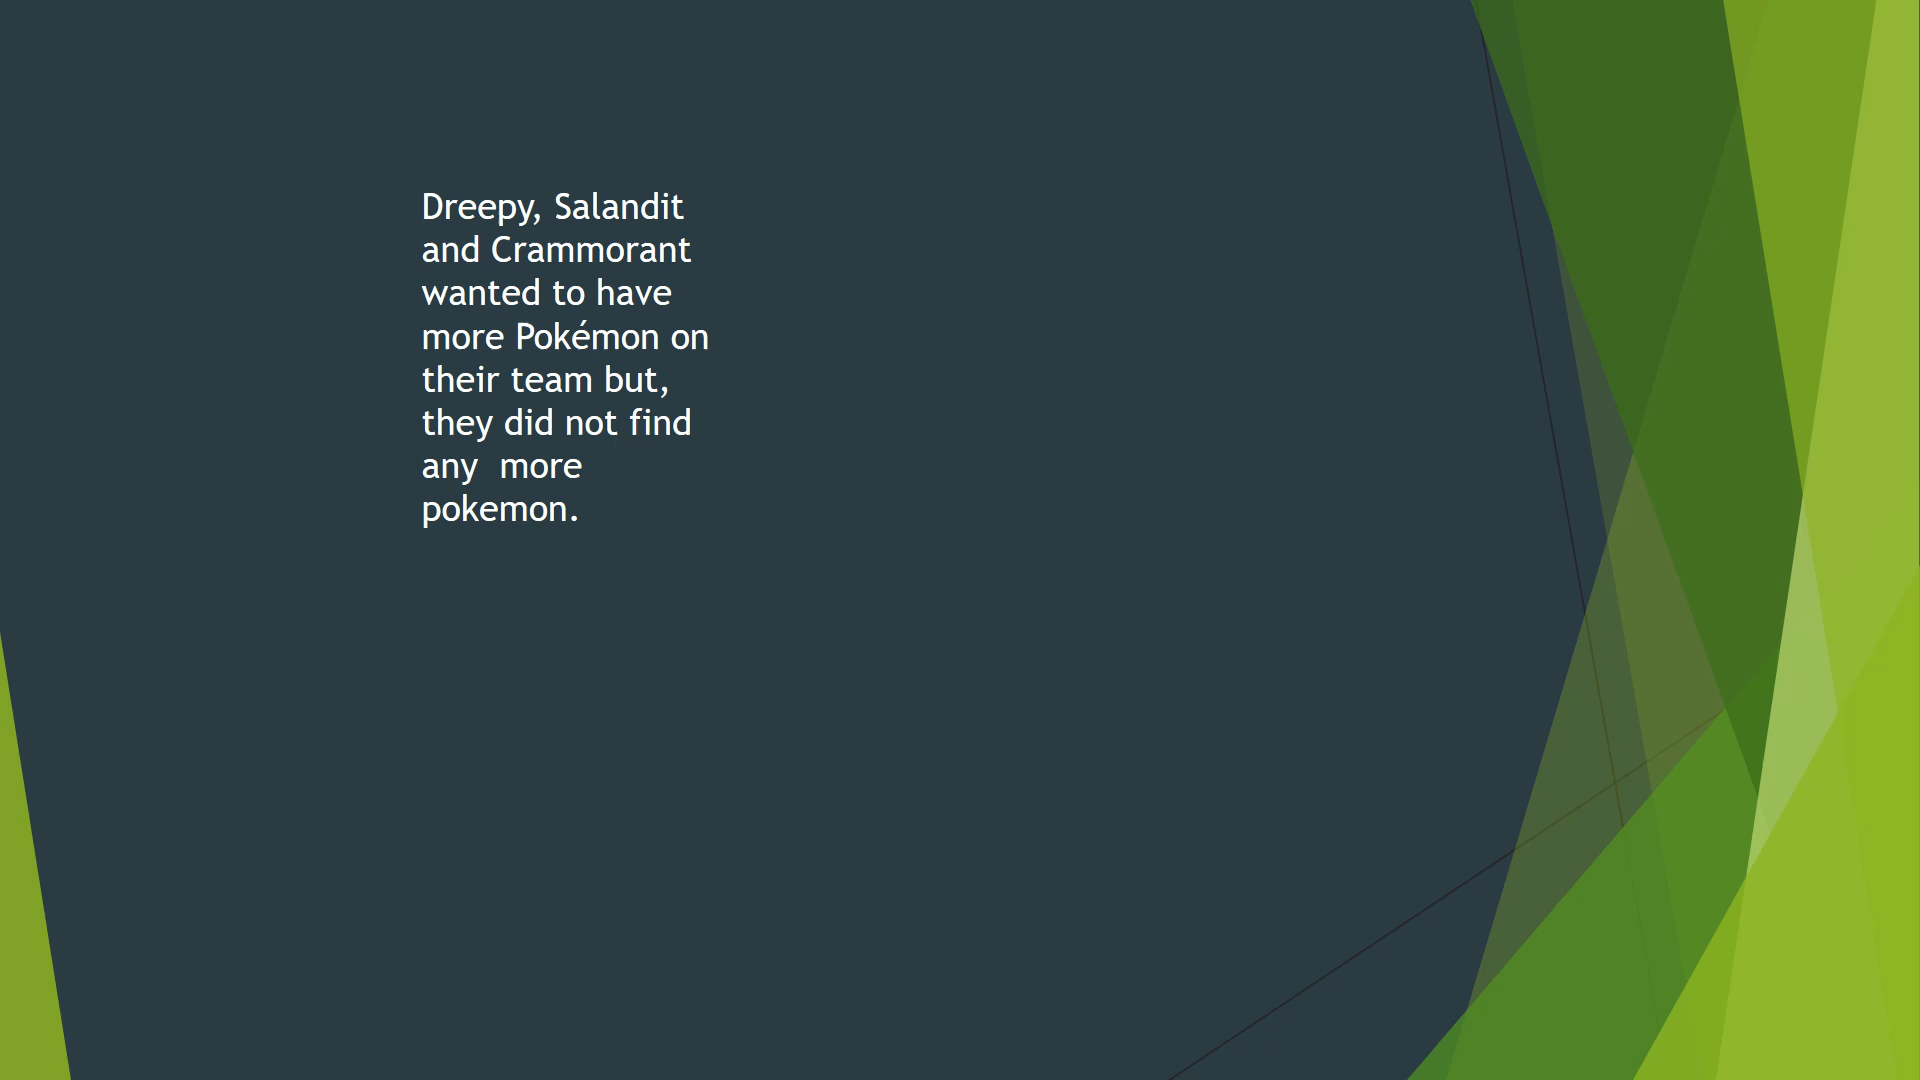 Dreepy, Salandit
and Crammorant
wanted to have
more Pokémon on
their team but,
they did not find
any  more
pokemon.